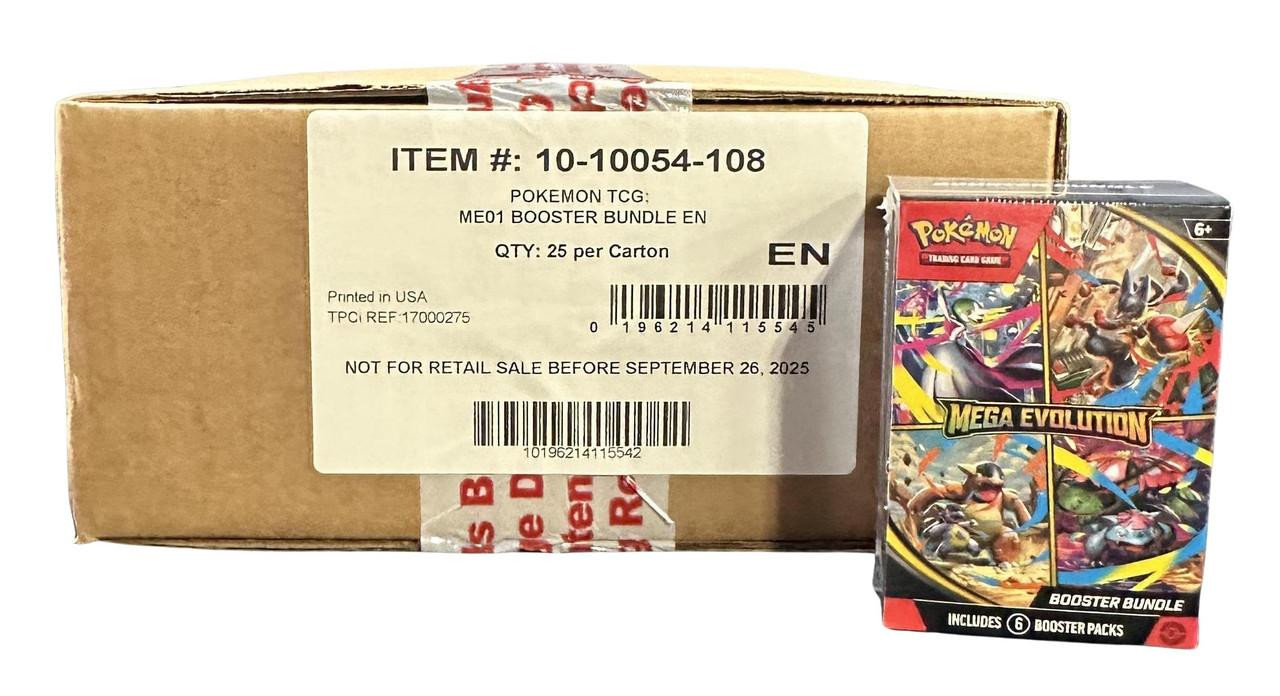 ITEM #: 10-10054-108
POKEMON TCG:
ME01 BOOSTER BUNDLE EN
QTY: 25 per Carton
EN
Printed in USA
TPCi REF:17000275
0 196214 115545
NOT FOR RETAIL SALE BEFORE SEPTEMBER 26, 2025
10196214115542
POKéMON
TRADING CARD GAME
6+
MEGA EVOLUTION
BOOSTER BUNDLE
INCLUDES 6 BOOSTER PACKS